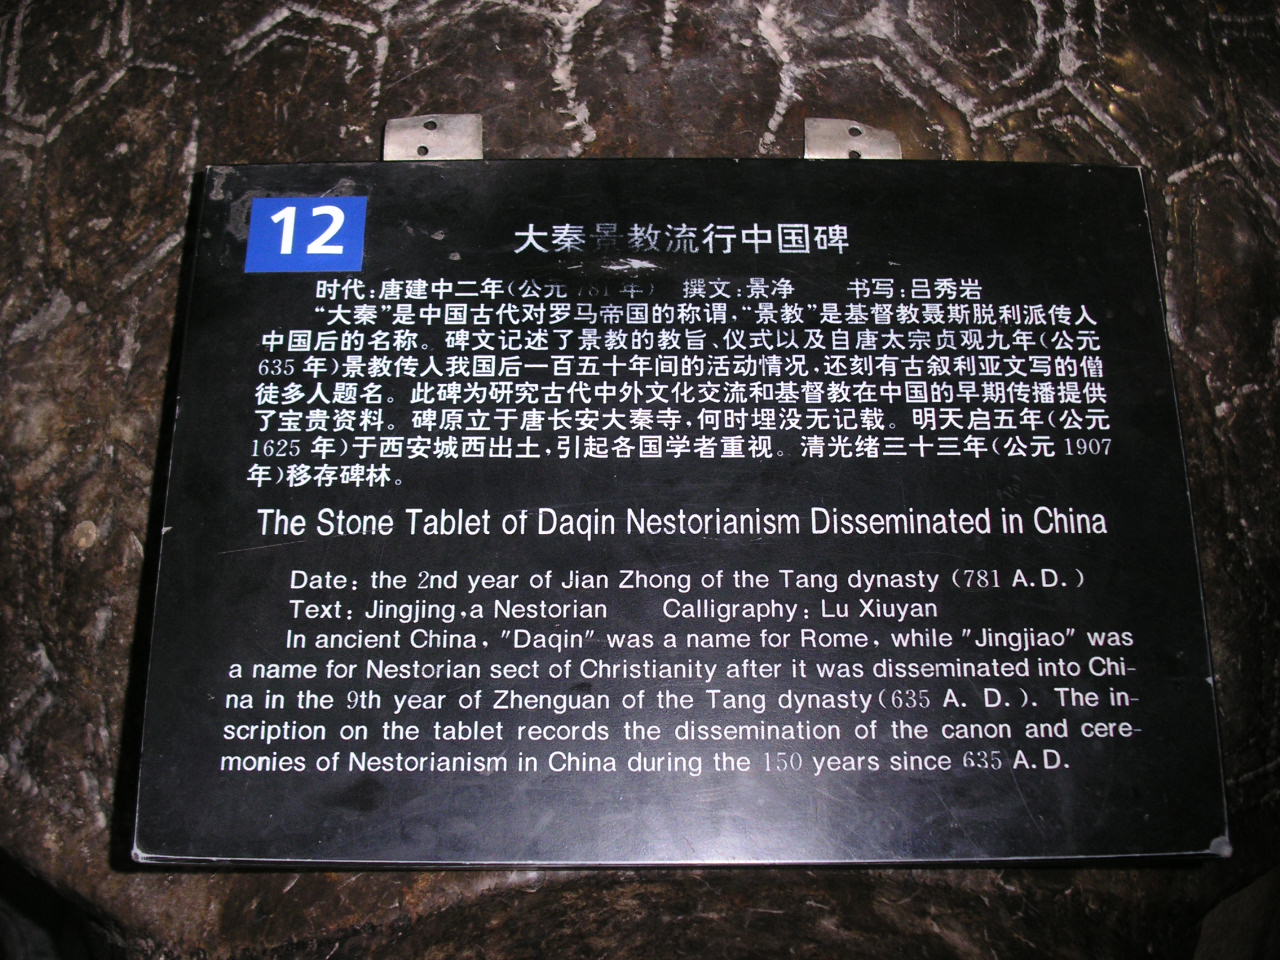 12
大秦景教流行中国碑
时代:唐建中二年(公元781年) 撰文:景净 书写:吕秀岩
“大秦”是中国古代对罗马帝国的称谓,“景教”是基督教聂斯脱利派传入
中国后的名称。碑文记述了景教的教旨、仪式以及自唐太宗贞观九年(公元
635 年)景教传入我国后一百五十年间的活动情况,还刻有古叙利亚文写的僧
徒多人题名。此碑为研究古代中外文化交流和基督教在中国的早期传播提供
了宝贵资料。碑原立于唐长安大秦寺,何时埋没无记载。明天启五年(公元
1625 年)于西安城西出土,引起各国学者重视。清光绪三十三年(公元 1907
年)移存碑林。
The Stone Tablet of Daqin Nestorianism Disseminated in China
Date: the 2nd year of Jian Zhong of the Tang dynasty (781 A.D.)
Text: Jingjing,a Nestorian Calligraphy: Lu Xiuyan
In ancient China, "Daqin" was a name for Rome, while "Jingjiao" was
a name for Nestorian sect of Christianity after it was disseminated into Chi-
na in the 9th year of Zhenguan of the Tang dynasty(635 A. D.). The in-
scription on the tablet records the dissemination of the canon and cere-
monies of Nestorianism in China during the 150 years since 635 A.D.